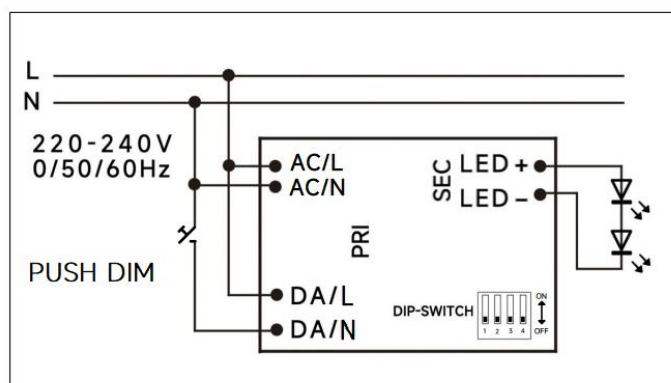 L
N
220-240V
0/50/60Hz
PUSH DIM
AC/L
AC/N
PRI
DA/L
DA/N
SEC
LED +
LED −
DIP-SWITCH
1 2 3 4
ON
OFF